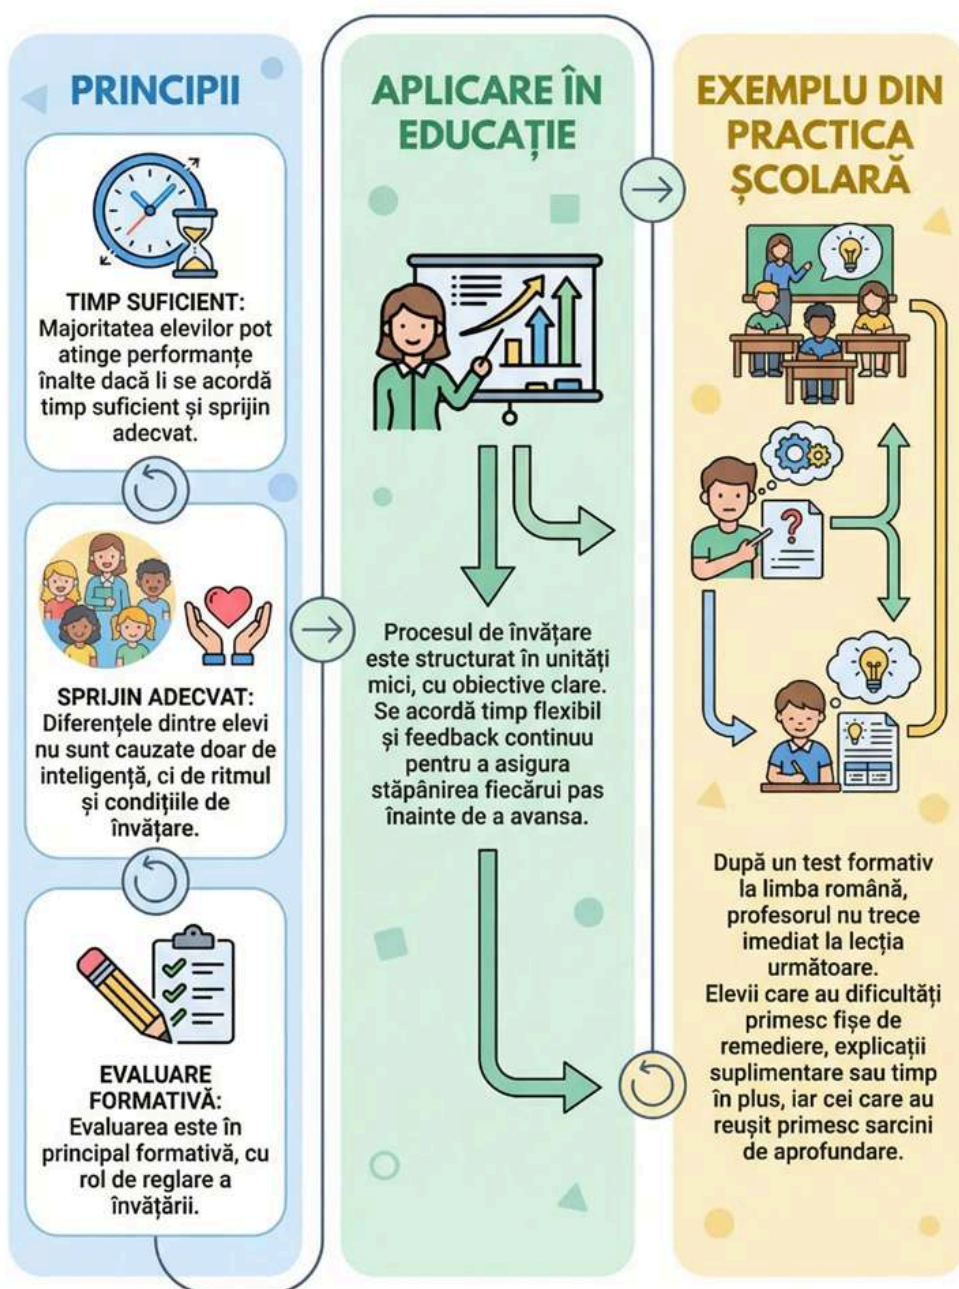 PRINCIPII
TIMP SUFICIENT:
Majoritatea elevilor pot
atinge performanțe
înalte dacă li se acordă
timp suficient și sprijin
adecvat.
SPRIJIN ADECVAT:
Diferențele dintre elevi
nu sunt cauzate doar de
inteligență, ci de ritmul
și condițiile de
învățare.
EVALUARE
FORMATIVĂ:
Evaluarea este în
principal formativă, cu
rol de reglare a
învățării.
APLICARE ÎN
EDUCAȚIE
Procesul de învățare
este structurat în unități
mici, cu obiective clare.
Se acordă timp flexibil
și feedback continuu
pentru a asigura
stăpânirea fiecărui pas
înainte de a avansa.
EXEMPLU DIN
PRACTICA
ȘCOLARĂ
?
După un test formativ
la limba română,
profesorul nu trece
imediat la lecția
următoare.
Elevii care au dificultăți
primesc fișe de
remediere, explicații
suplimentare sau timp
în plus, iar cei care au
reușit primesc sarcini
de aprofundare.